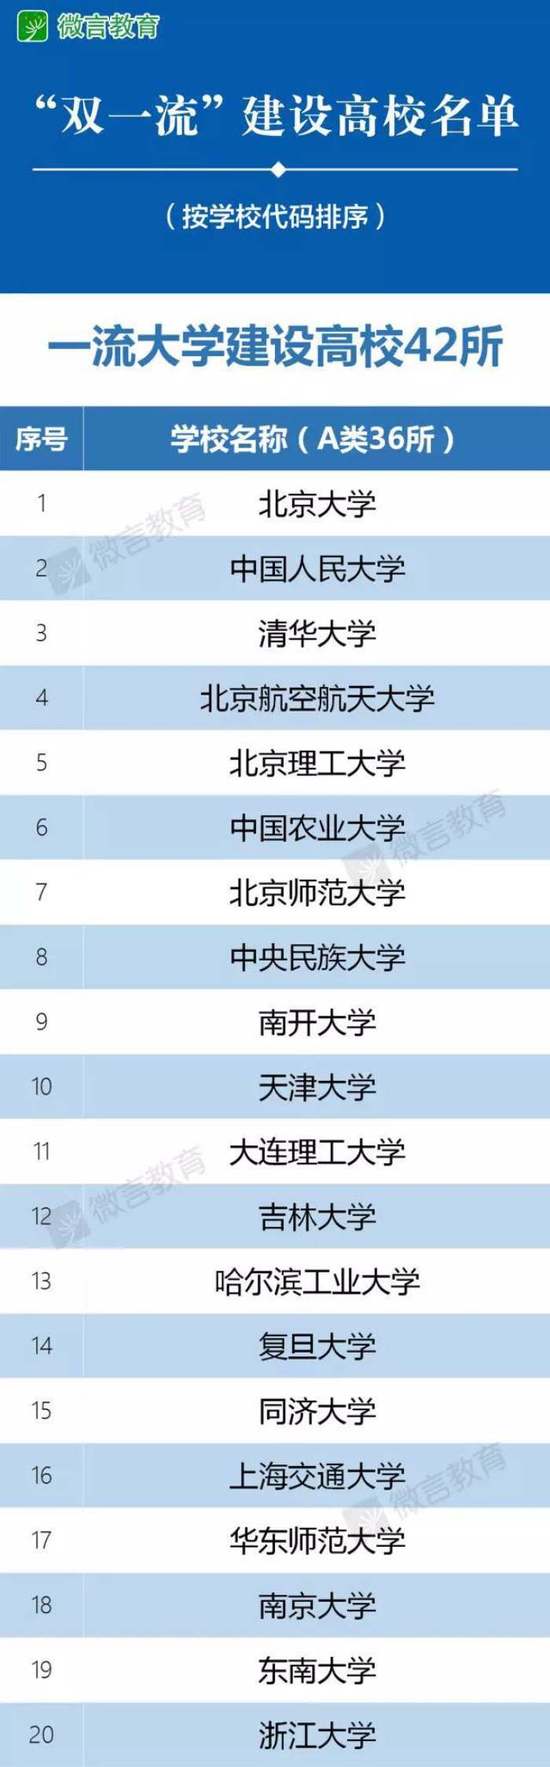 微言教育
“双一流”建设高校名单
（按学校代码排序）
一流大学建设高校42所
序号 学校名称（A类36所）
1 北京大学
2 中国人民大学
3 清华大学
4 北京航空航天大学
5 北京理工大学
6 中国农业大学
7 北京师范大学
8 中央民族大学
9 南开大学
10 天津大学
11 大连理工大学
12 吉林大学
13 哈尔滨工业大学
14 复旦大学
15 同济大学
16 上海交通大学
17 华东师范大学
18 南京大学
19 东南大学
20 浙江大学
微言教育
微言教育
微言教育
微言教育